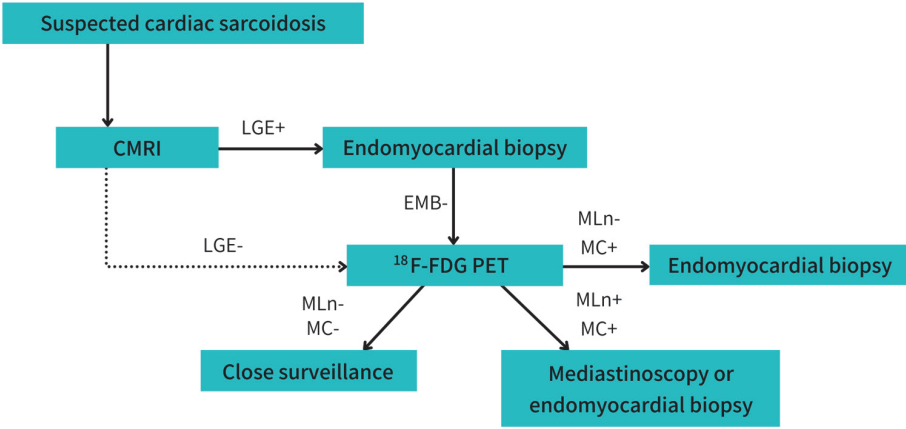 Suspected cardiac sarcoidosis
CMRI
LGE+
Endomyocardial biopsy
EMB-
LGE-
¹⁸F-FDG PET
MLn-
MC+
Endomyocardial biopsy
MLn-
MC-
MLn+
MC+
Close surveillance
Mediastinoscopy or
endomyocardial biopsy